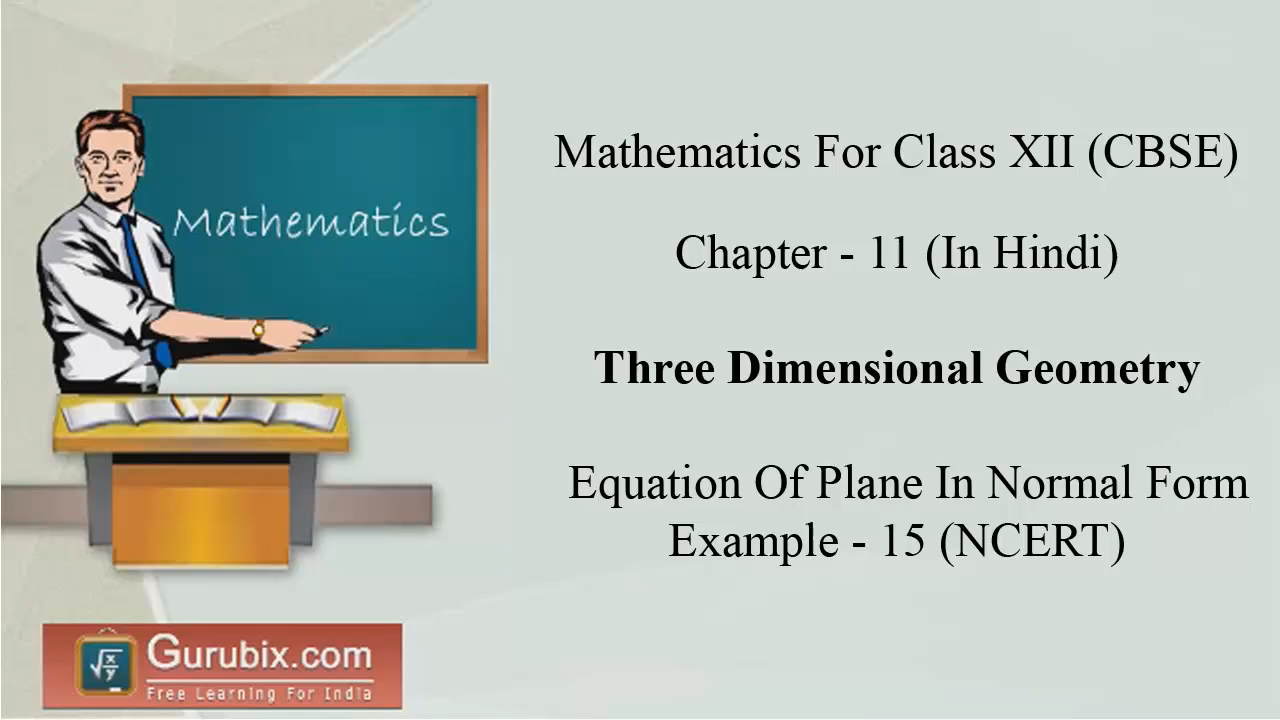 Mathematics
Mathematics For Class XII (CBSE)
Chapter - 11 (In Hindi)
Three Dimensional Geometry
Equation Of Plane In Normal Form
Example - 15 (NCERT)
√x/y
Gurubix.com
Free Learning For India